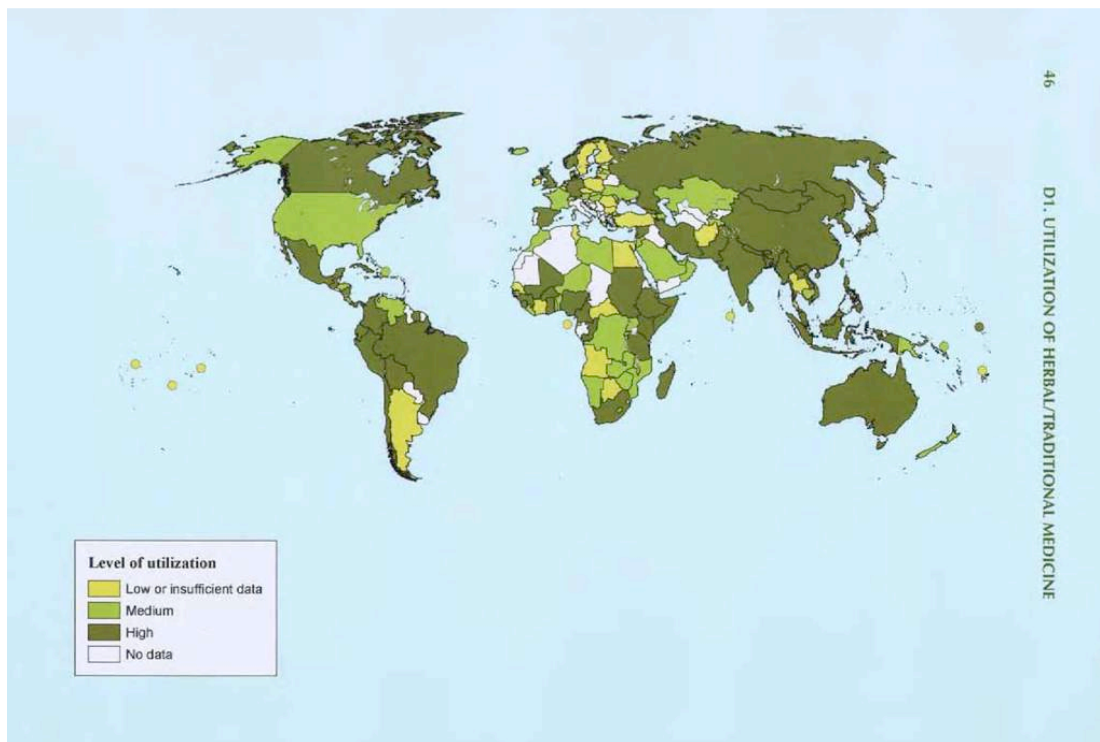 46
D1. UTILIZATION OF HERBAL/TRADITIONAL MEDICINE
Level of utilization
Low or insufficient data
Medium
High
No data